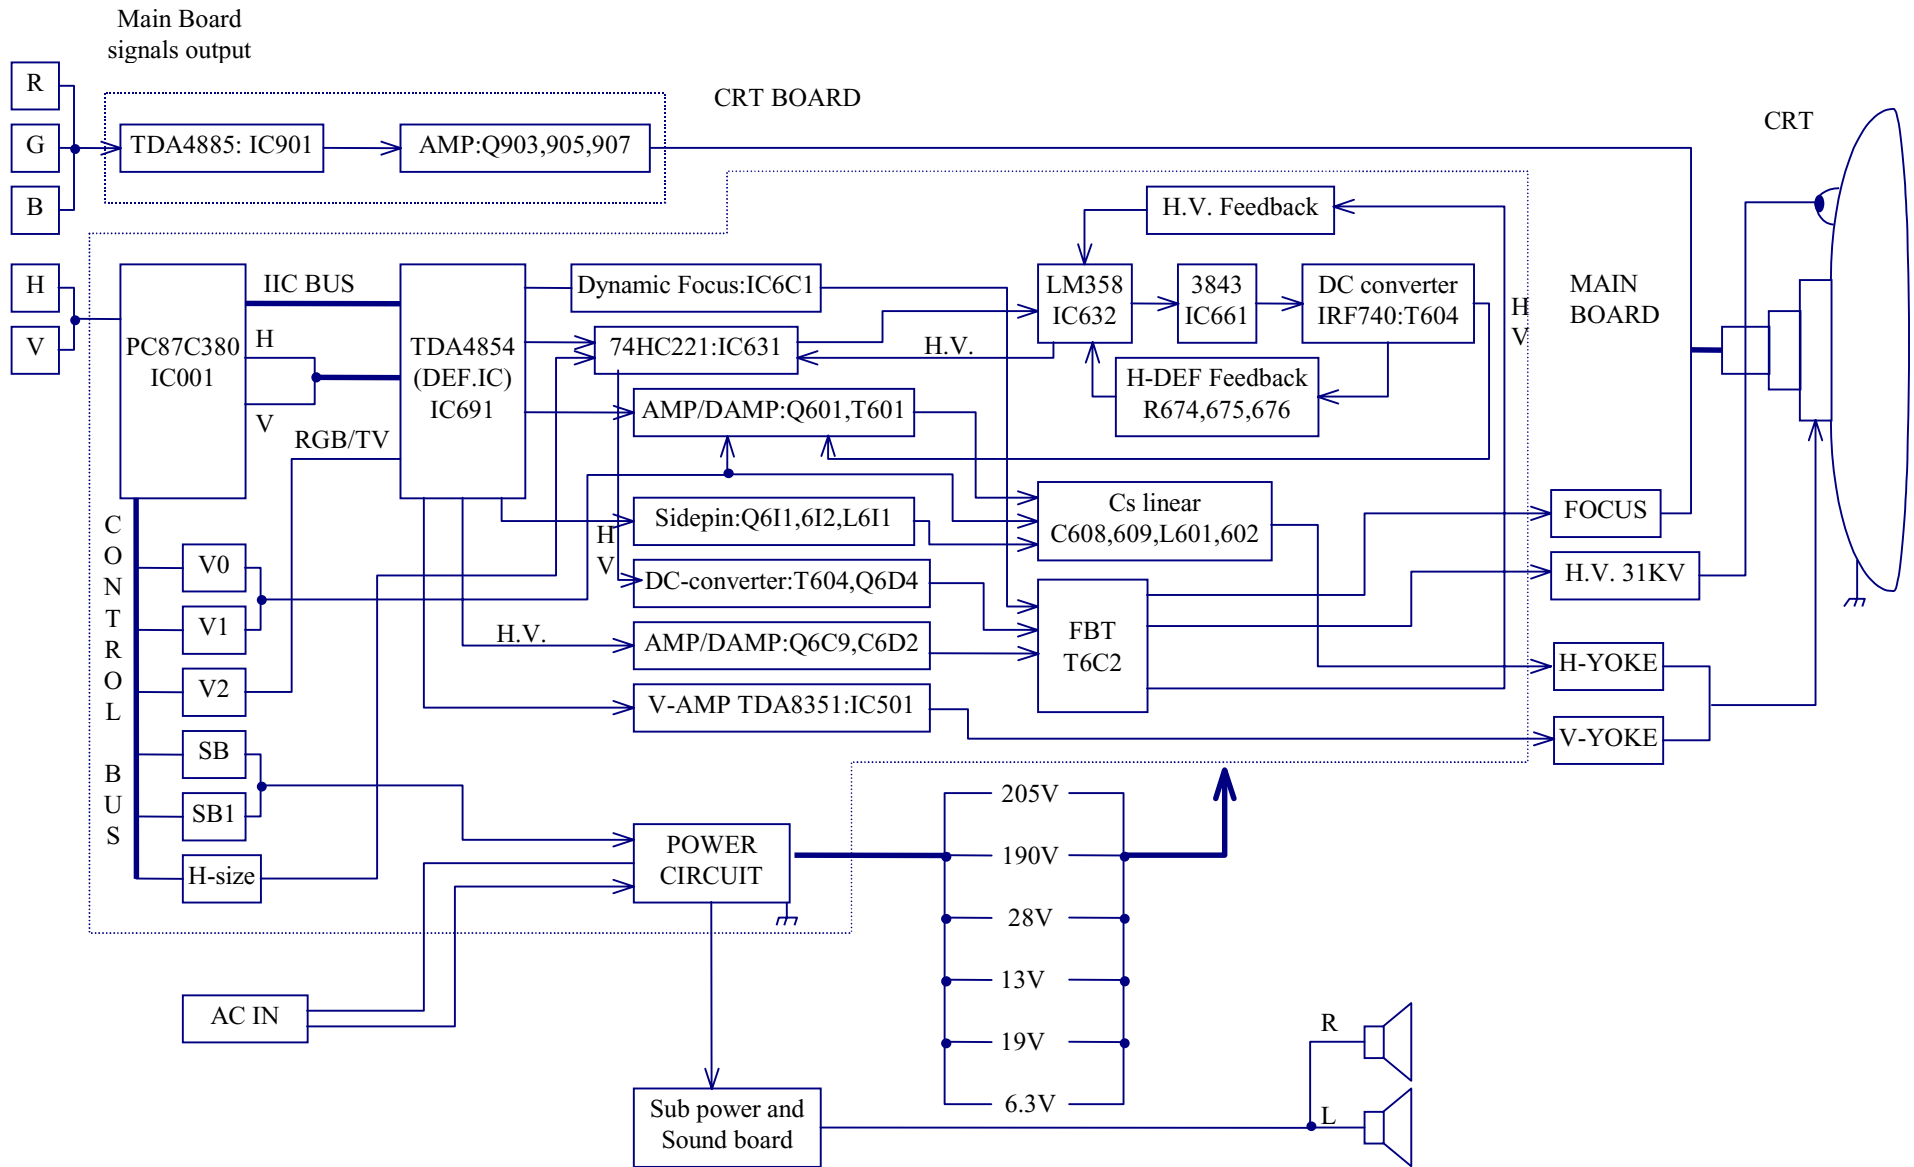 Main Board
signals output
R
G
B
TDA4885: IC901
AMP:Q903,905,907
CRT BOARD
CRT
H
V
PC87C380
IC001
IIC BUS
H
V
RGB/TV
TDA4854
(DEF.IC)
IC691
Dynamic Focus:IC6C1
74HC221:IC631
H.V.
AMP/DAMP:Q601,T601
H.V. Feedback
LM358
IC632
3843
IC661
DC converter
IRF740:T604
H-DEF Feedback
R674,675,676
H
V
MAIN
BOARD
Sidepin:Q6I1,6I2,L6I1
H
V
DC-converter:T604,Q6D4
H.V.
AMP/DAMP:Q6C9,C6D2
V-AMP TDA8351:IC501
Cs linear
C608,609,L601,602
FBT
T6C2
FOCUS
H.V. 31KV
H-YOKE
V-YOKE
C
O
N
T
R
O
L
B
U
S
V0
V1
V2
SB
SB1
H-size
POWER
CIRCUIT
205V
190V
28V
13V
19V
6.3V
AC IN
Sub power and
Sound board
R
L